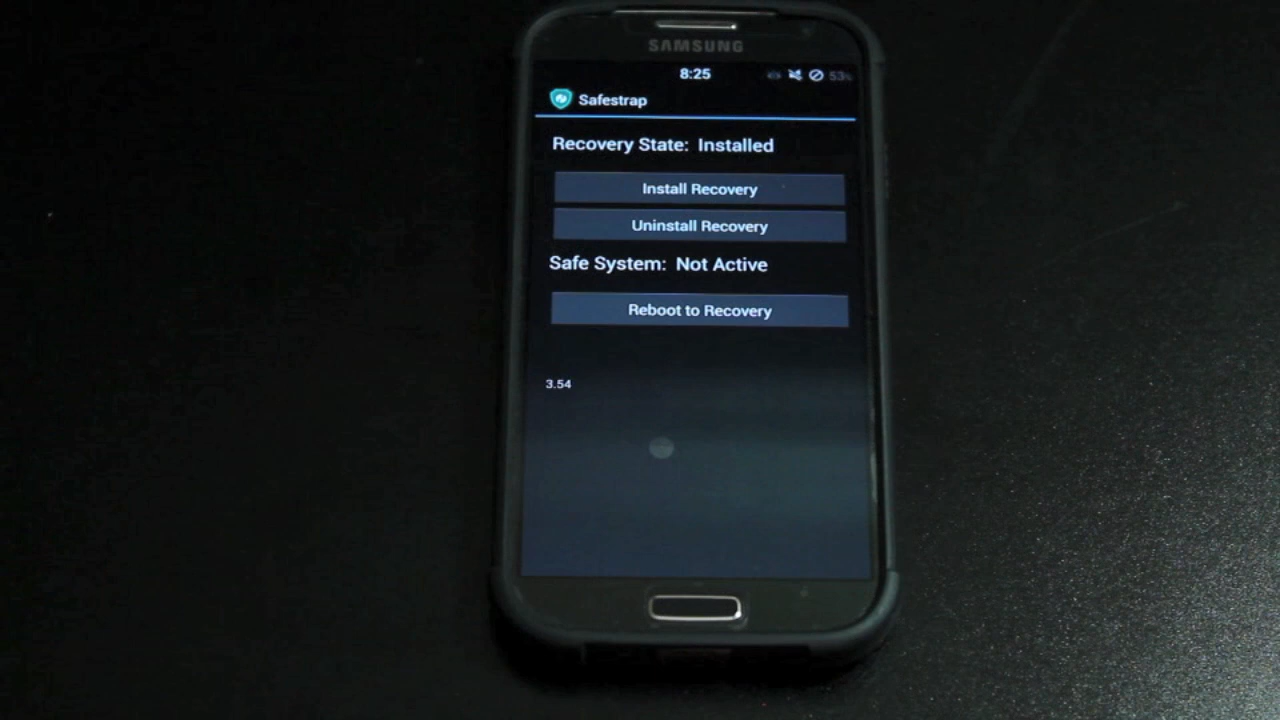 SAMSUNG
8:25 53%
Safestrap
Recovery State: Installed
Install Recovery
Uninstall Recovery
Safe System: Not Active
Reboot to Recovery
3.54